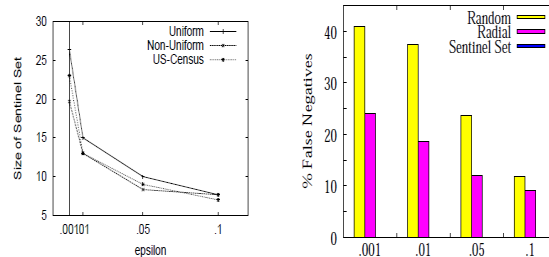 30
25
20
15
10
5
Size of Sentinel Set
Uniform
Non-Uniform
US-Census
.00101
.05
.1
epsilon
50
40
30
20
10
0
% False Negatives
Random
Radial
Sentinel Set
.001
.01
.05
.1